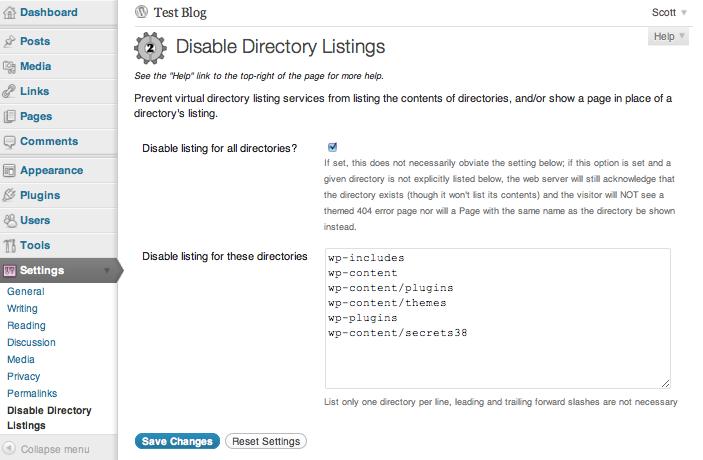 Dashboard
Posts
Media
Links
Pages
Comments
Appearance
Plugins
Users
Tools
Settings
General
Writing
Reading
Discussion
Media
Privacy
Permalinks
Disable Directory
Listings
Collapse menu
Test Blog
Scott
Help
2
Disable Directory Listings
See the "Help" link to the top-right of the page for more help.
Prevent virtual directory listing services from listing the contents of directories, and/or show a page in place of a
directory's listing.
Disable listing for all directories?
If set, this does not necessarily obviate the setting below; if this option is set and a
given directory is not explicitly listed below, the web server will still acknowledge that
the directory exists (though it won't list its contents) and the visitor will NOT see a
themed 404 error page nor will a Page with the same name as the directory be shown
instead.
Disable listing for these directories
wp-includes
wp-content
wp-content/plugins
wp-content/themes
wp-plugins
wp-content/secrets38
List only one directory per line, leading and trailing forward slashes are not necessary
Save Changes
Reset Settings